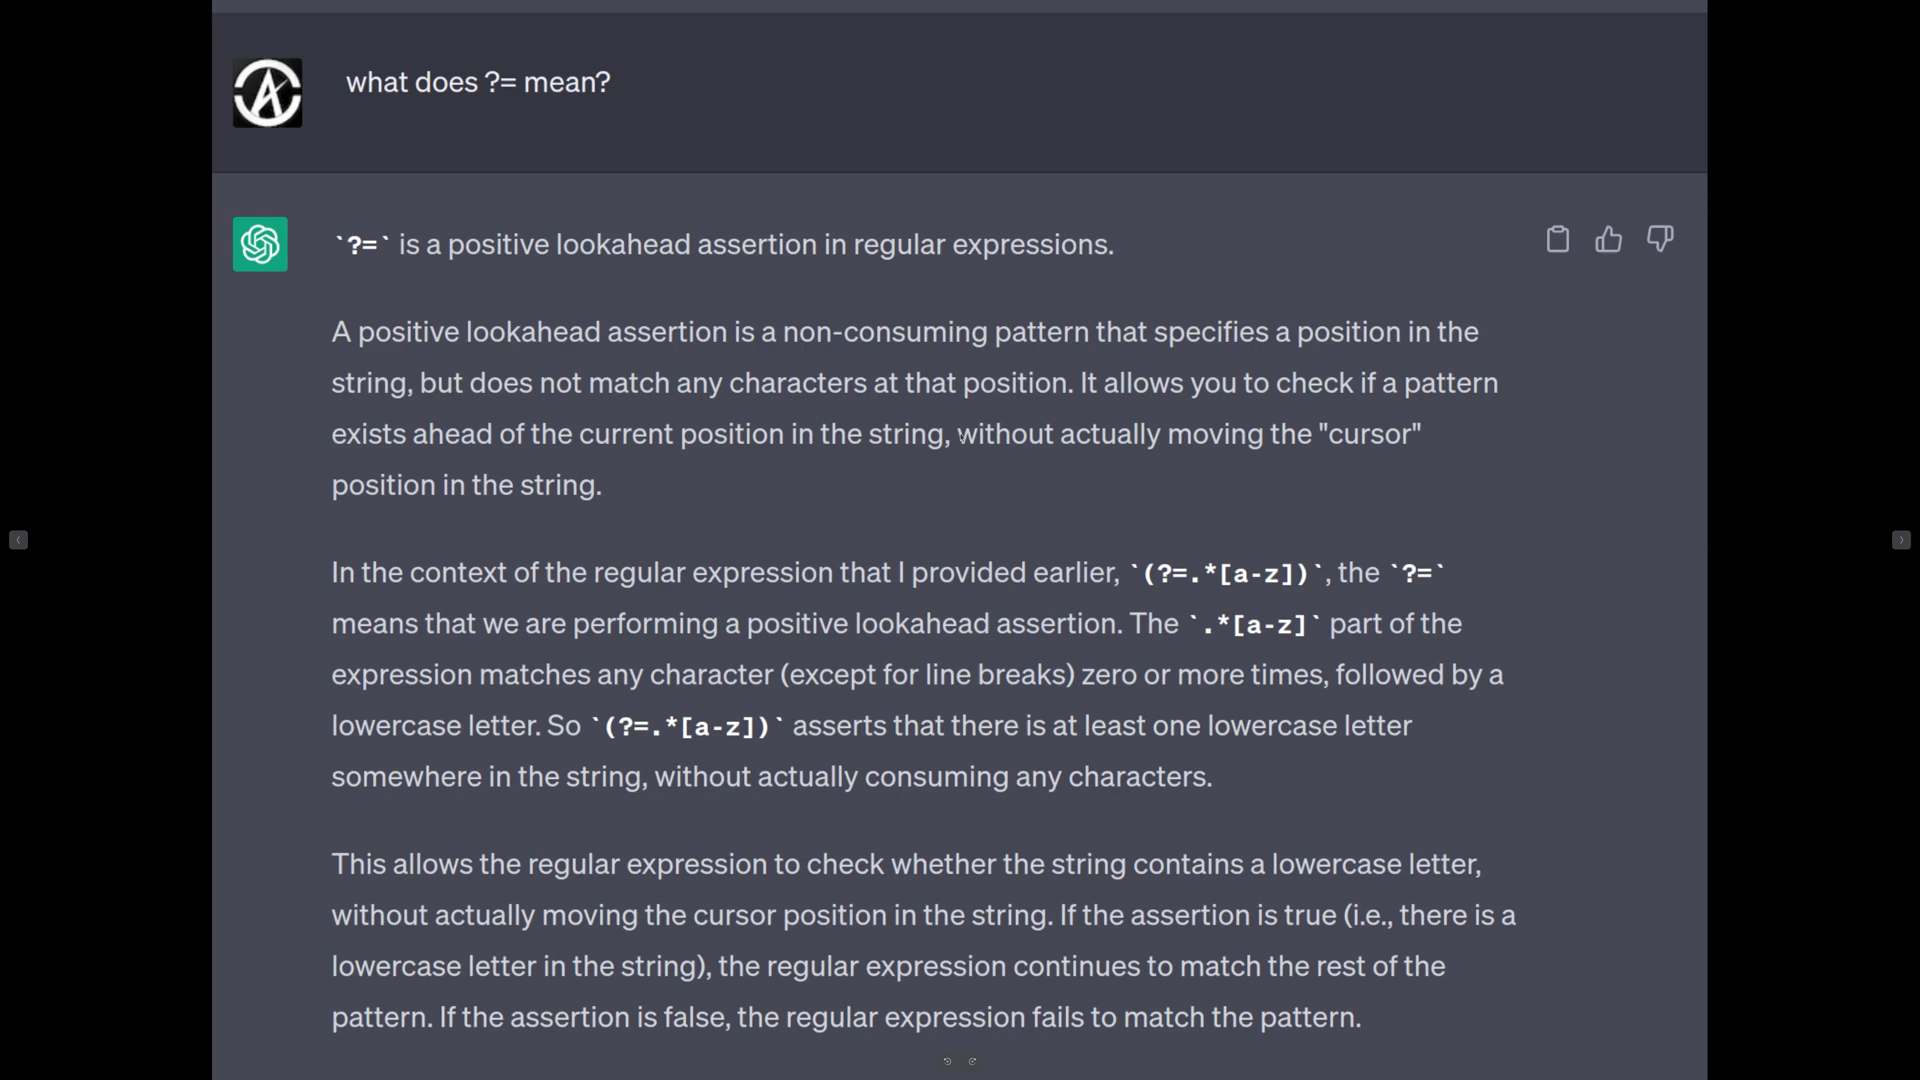 what does ?= mean?
`?=` is a positive lookahead assertion in regular expressions.
A positive lookahead assertion is a non-consuming pattern that specifies a position in the
string, but does not match any characters at that position. It allows you to check if a pattern
exists ahead of the current position in the string, without actually moving the "cursor"
position in the string.
In the context of the regular expression that I provided earlier, `(?=.*[a-z])`, the `?=`
means that we are performing a positive lookahead assertion. The `.*[a-z]` part of the
expression matches any character (except for line breaks) zero or more times, followed by a
lowercase letter. So `(?=.*[a-z])` asserts that there is at least one lowercase letter
somewhere in the string, without actually consuming any characters.
This allows the regular expression to check whether the string contains a lowercase letter,
without actually moving the cursor position in the string. If the assertion is true (i.e., there is a
lowercase letter in the string), the regular expression continues to match the rest of the
pattern. If the assertion is false, the regular expression fails to match the pattern.